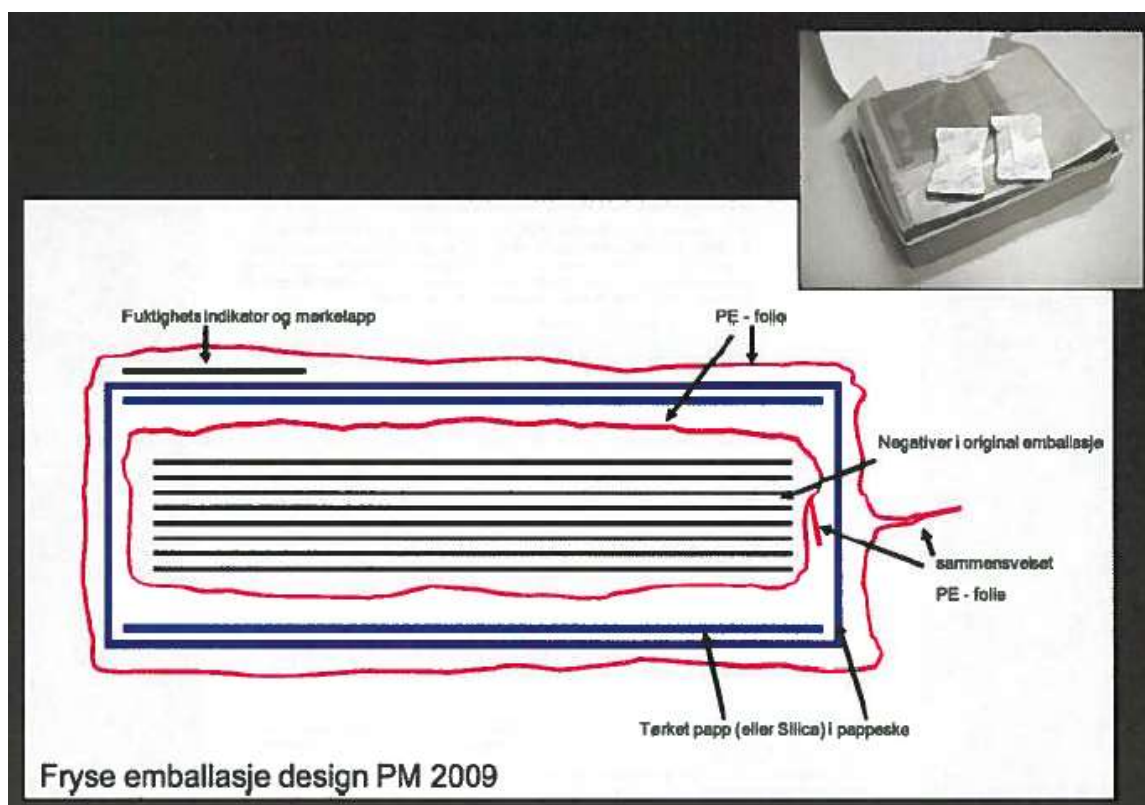 Fuktighets indikator og merkelapp
PE - folie
Negativer i original emballasje
sammensveiset
PE - folie
Tørket papp (eller Silica) i pappeske
Fryse emballasje design PM 2009